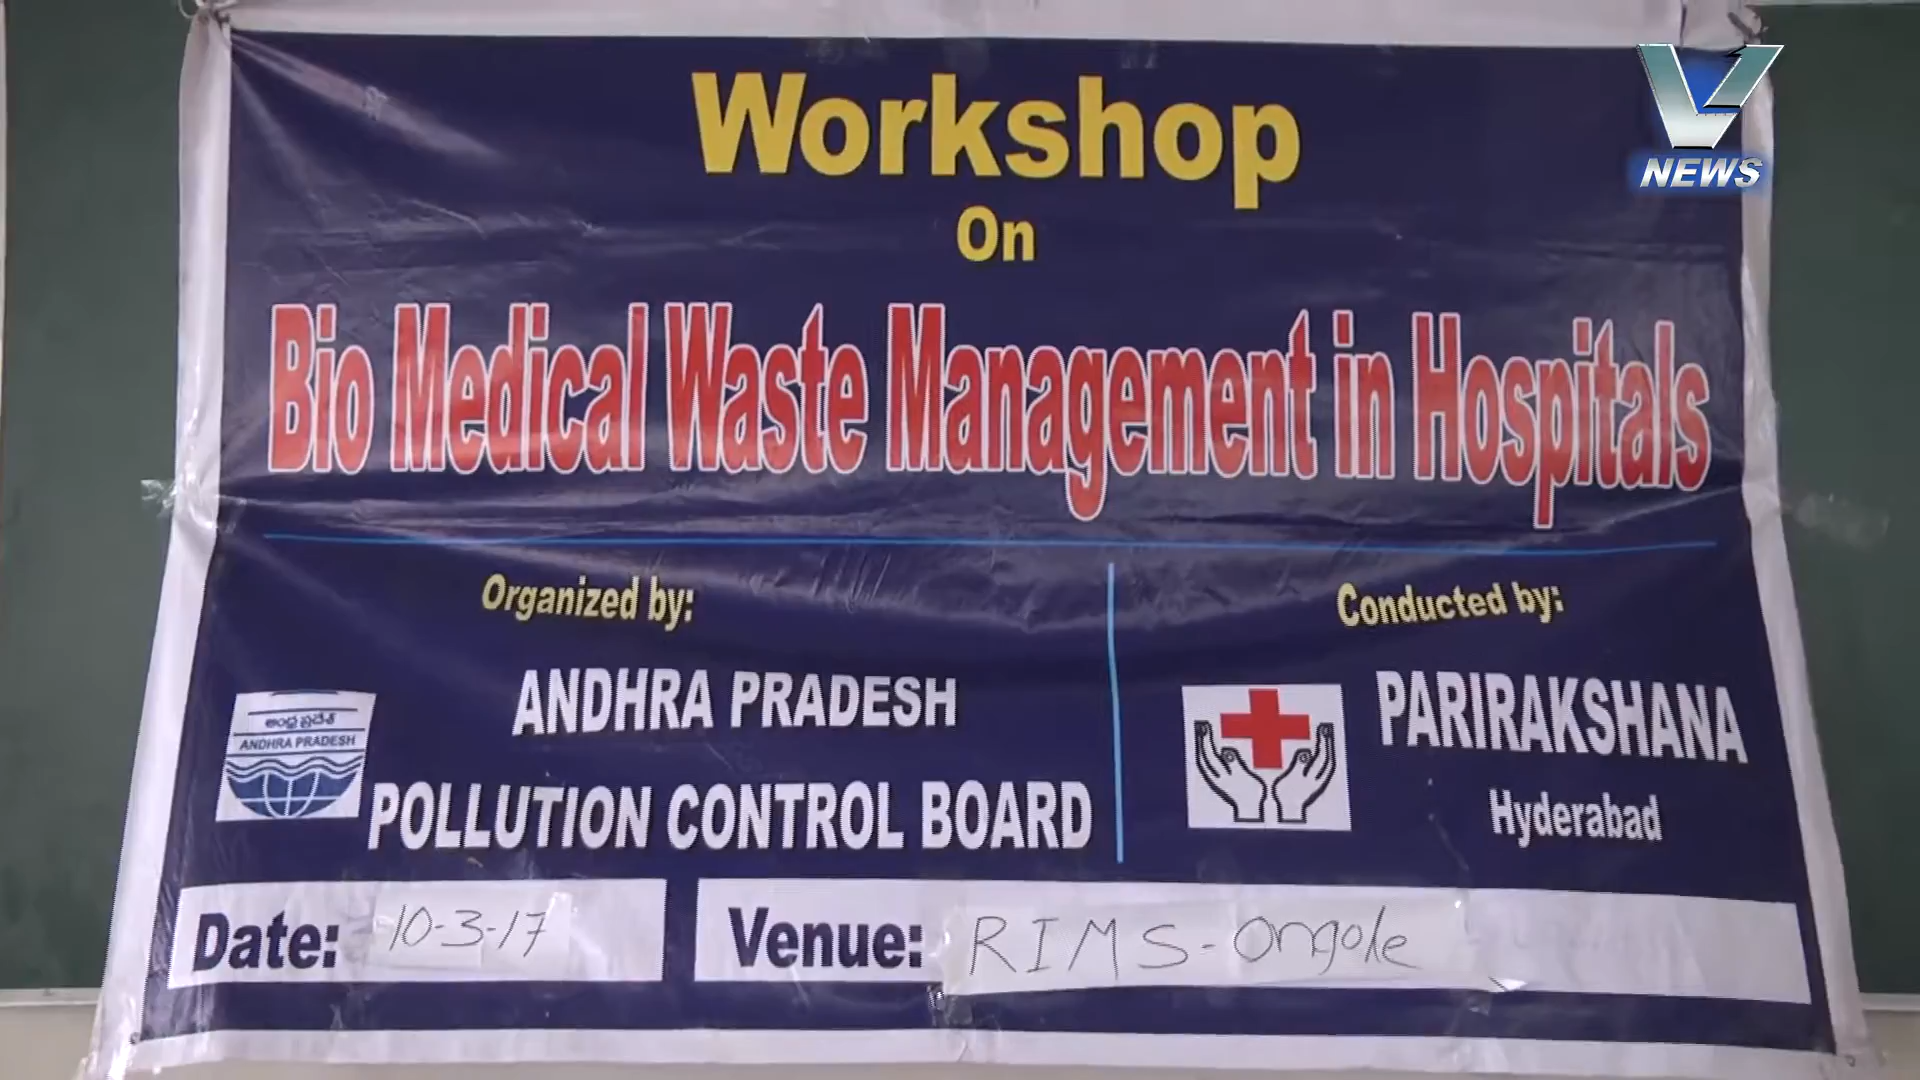 Workshop
On
Bio Medical Waste Management in Hospitals
Organized by:
ఆంధ్ర ప్రదేశ్
ANDHRA PRADESH
ANDHRA PRADESH
POLLUTION CONTROL BOARD
Conducted by:
PARIRAKSHANA
Hyderabad
Date: 10-3-17
Venue: RIMS-Ongole
V
NEWS